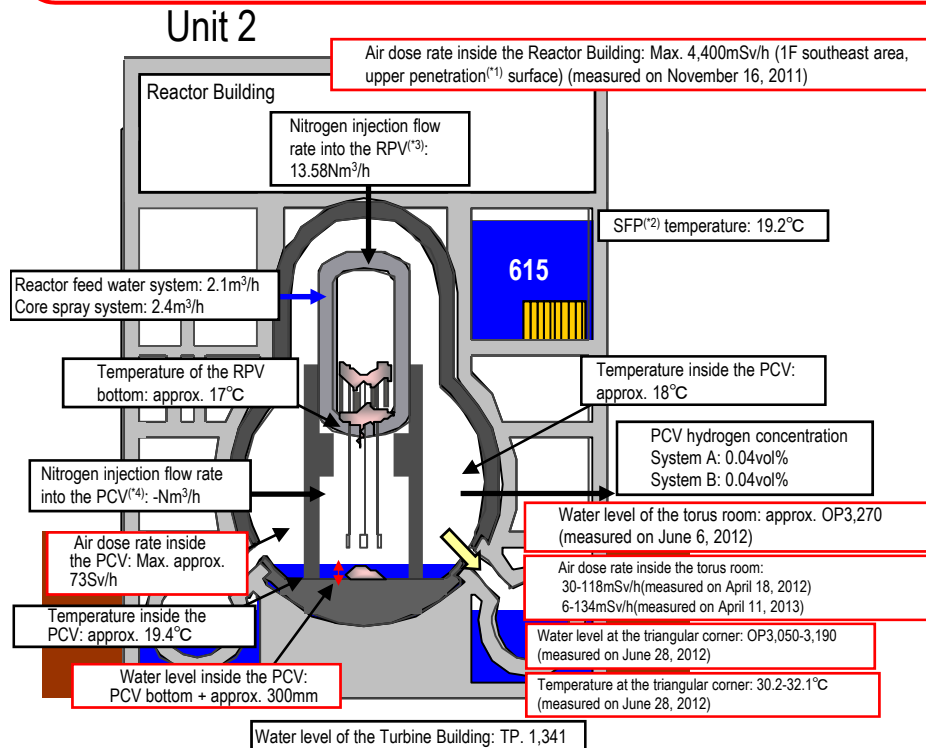 Unit 2
Air dose rate inside the Reactor Building: Max. 4,400mSv/h (1F southeast area,
upper penetration(*1) surface) (measured on November 16, 2011)
Reactor Building
Nitrogen injection flow
rate into the RPV(*3):
13.58Nm3/h
SFP(*2) temperature: 19.2℃
615
Reactor feed water system: 2.1m3/h
Core spray system: 2.4m3/h
Temperature of the RPV
bottom: approx. 17℃
Temperature inside the PCV:
approx. 18℃
PCV hydrogen concentration
System A: 0.04vol%
System B: 0.04vol%
Nitrogen injection flow rate
into the PCV(*4): -Nm3/h
Water level of the torus room: approx. OP3,270
(measured on June 6, 2012)
Air dose rate inside
the PCV: Max. approx.
73Sv/h
Air dose rate inside the torus room:
30-118mSv/h(measured on April 18, 2012)
6-134mSv/h(measured on April 11, 2013)
Temperature inside the
PCV: approx. 19.4℃
Water level at the triangular corner: OP3,050-3,190
(measured on June 28, 2012)
Water level inside the PCV:
PCV bottom + approx. 300mm
Temperature at the triangular corner: 30.2-32.1℃
(measured on June 28, 2012)
Water level of the Turbine Building: TP. 1,341